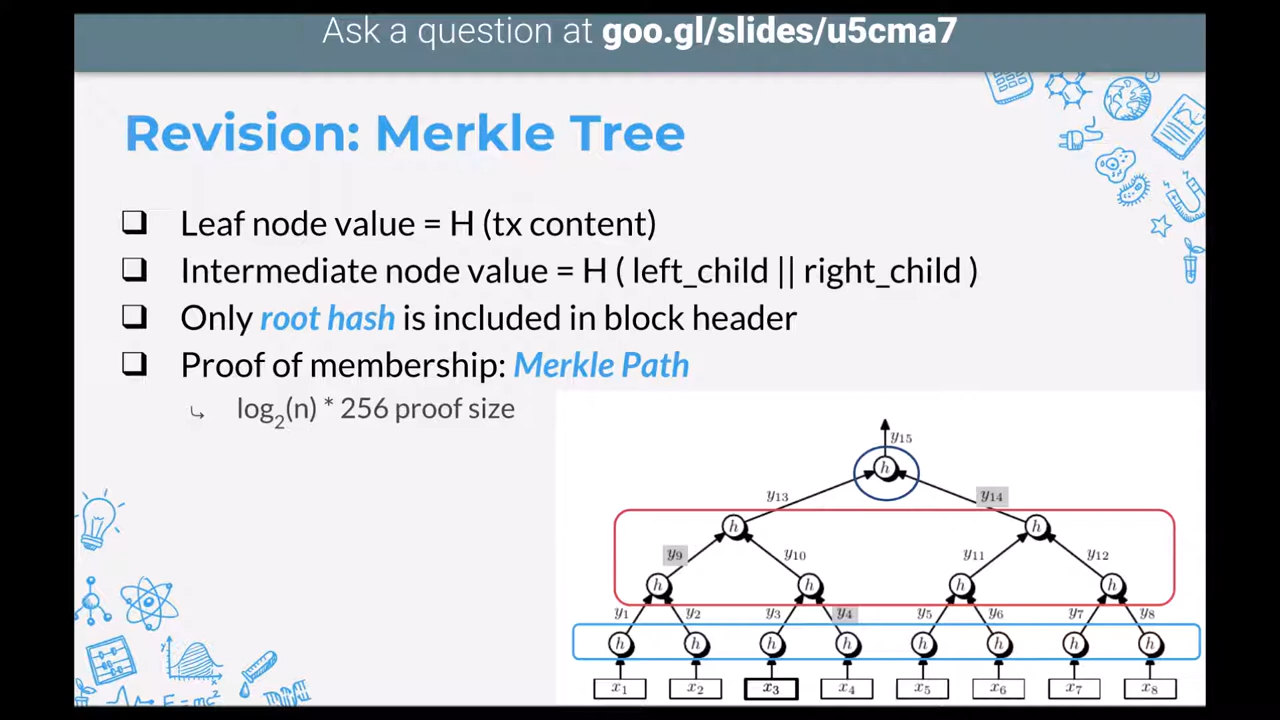 Ask a question at goo.gl/slides/u5cma7
Revision: Merkle Tree
❑ Leaf node value = H (tx content)
❑ Intermediate node value = H ( left_child || right_child )
❑ Only root hash is included in block header
❑ Proof of membership: Merkle Path
↳ log₂(n) * 256 proof size
y₁₅
h
y₁₃ y₁₄
h h
y₉ y₁₀ y₁₁ y₁₂
h h h h
y₁ y₂ y₃ y₄ y₅ y₆ y₇ y₈
h h h h h h h h
x₁ x₂ x₃ x₄ x₅ x₆ x₇ x₈
y
x
E=mc²